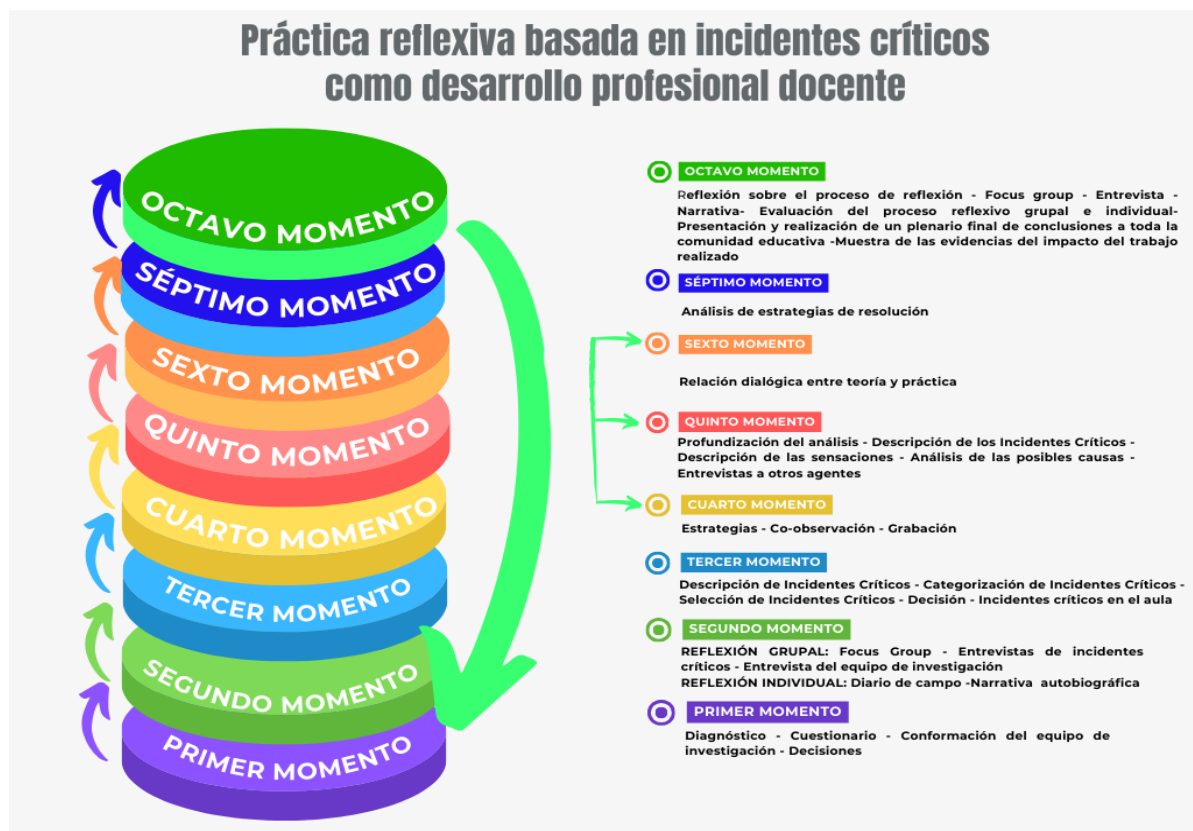 Práctica reflexiva basada en incidentes críticos
como desarrollo profesional docente
OCTAVO MOMENTO
SÉPTIMO MOMENTO
SEXTO MOMENTO
QUINTO MOMENTO
CUARTO MOMENTO
TERCER MOMENTO
SEGUNDO MOMENTO
PRIMER MOMENTO
OCTAVO MOMENTO
Reflexión sobre el proceso de reflexión - Focus group - Entrevista -
Narrativa- Evaluación del proceso reflexivo grupal e individual-
Presentación y realización de un plenario final de conclusiones a toda la
comunidad educativa -Muestra de las evidencias del impacto del trabajo
realizado
SÉPTIMO MOMENTO
Análisis de estrategias de resolución
SEXTO MOMENTO
Relación dialógica entre teoría y práctica
QUINTO MOMENTO
Profundización del análisis - Descripción de los Incidentes Críticos -
Descripción de las sensaciones - Análisis de las posibles causas -
Entrevistas a otros agentes
CUARTO MOMENTO
Estrategias - Co-observación - Grabación
TERCER MOMENTO
Descripción de Incidentes Críticos - Categorización de Incidentes Críticos -
Selección de Incidentes Críticos - Decisión - Incidentes críticos en el aula
SEGUNDO MOMENTO
REFLEXIÓN GRUPAL: Focus Group - Entrevistas de incidentes
críticos - Entrevista del equipo de investigación
REFLEXIÓN INDIVIDUAL: Diario de campo -Narrativa autobiográfica
PRIMER MOMENTO
Diagnóstico - Cuestionario - Conformación del equipo de
investigación - Decisiones